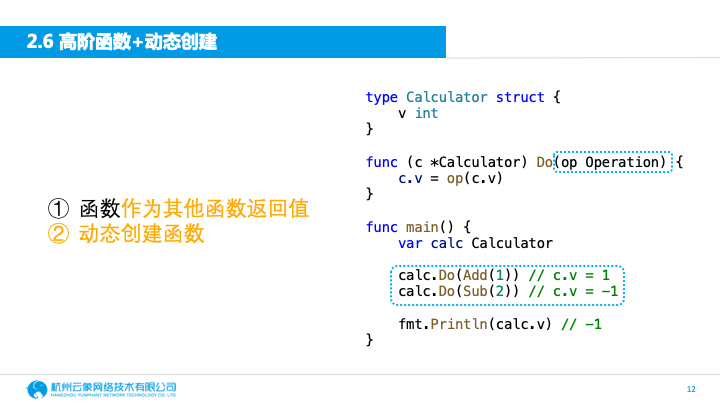 2.6 高阶函数+动态创建
① 函数作为其他函数返回值
② 动态创建函数
type Calculator struct {
    v int
}
func (c *Calculator) Do(op Operation) {
    c.v = op(c.v)
}
func main() {
    var calc Calculator
    calc.Do(Add(1)) // c.v = 1
    calc.Do(Sub(2)) // c.v = -1
    fmt.Println(calc.v) // -1
}
杭州云象网络技术有限公司
HANGZHOU YUNPHANT NETWORK TECHNOLOGY CO. LTD
12